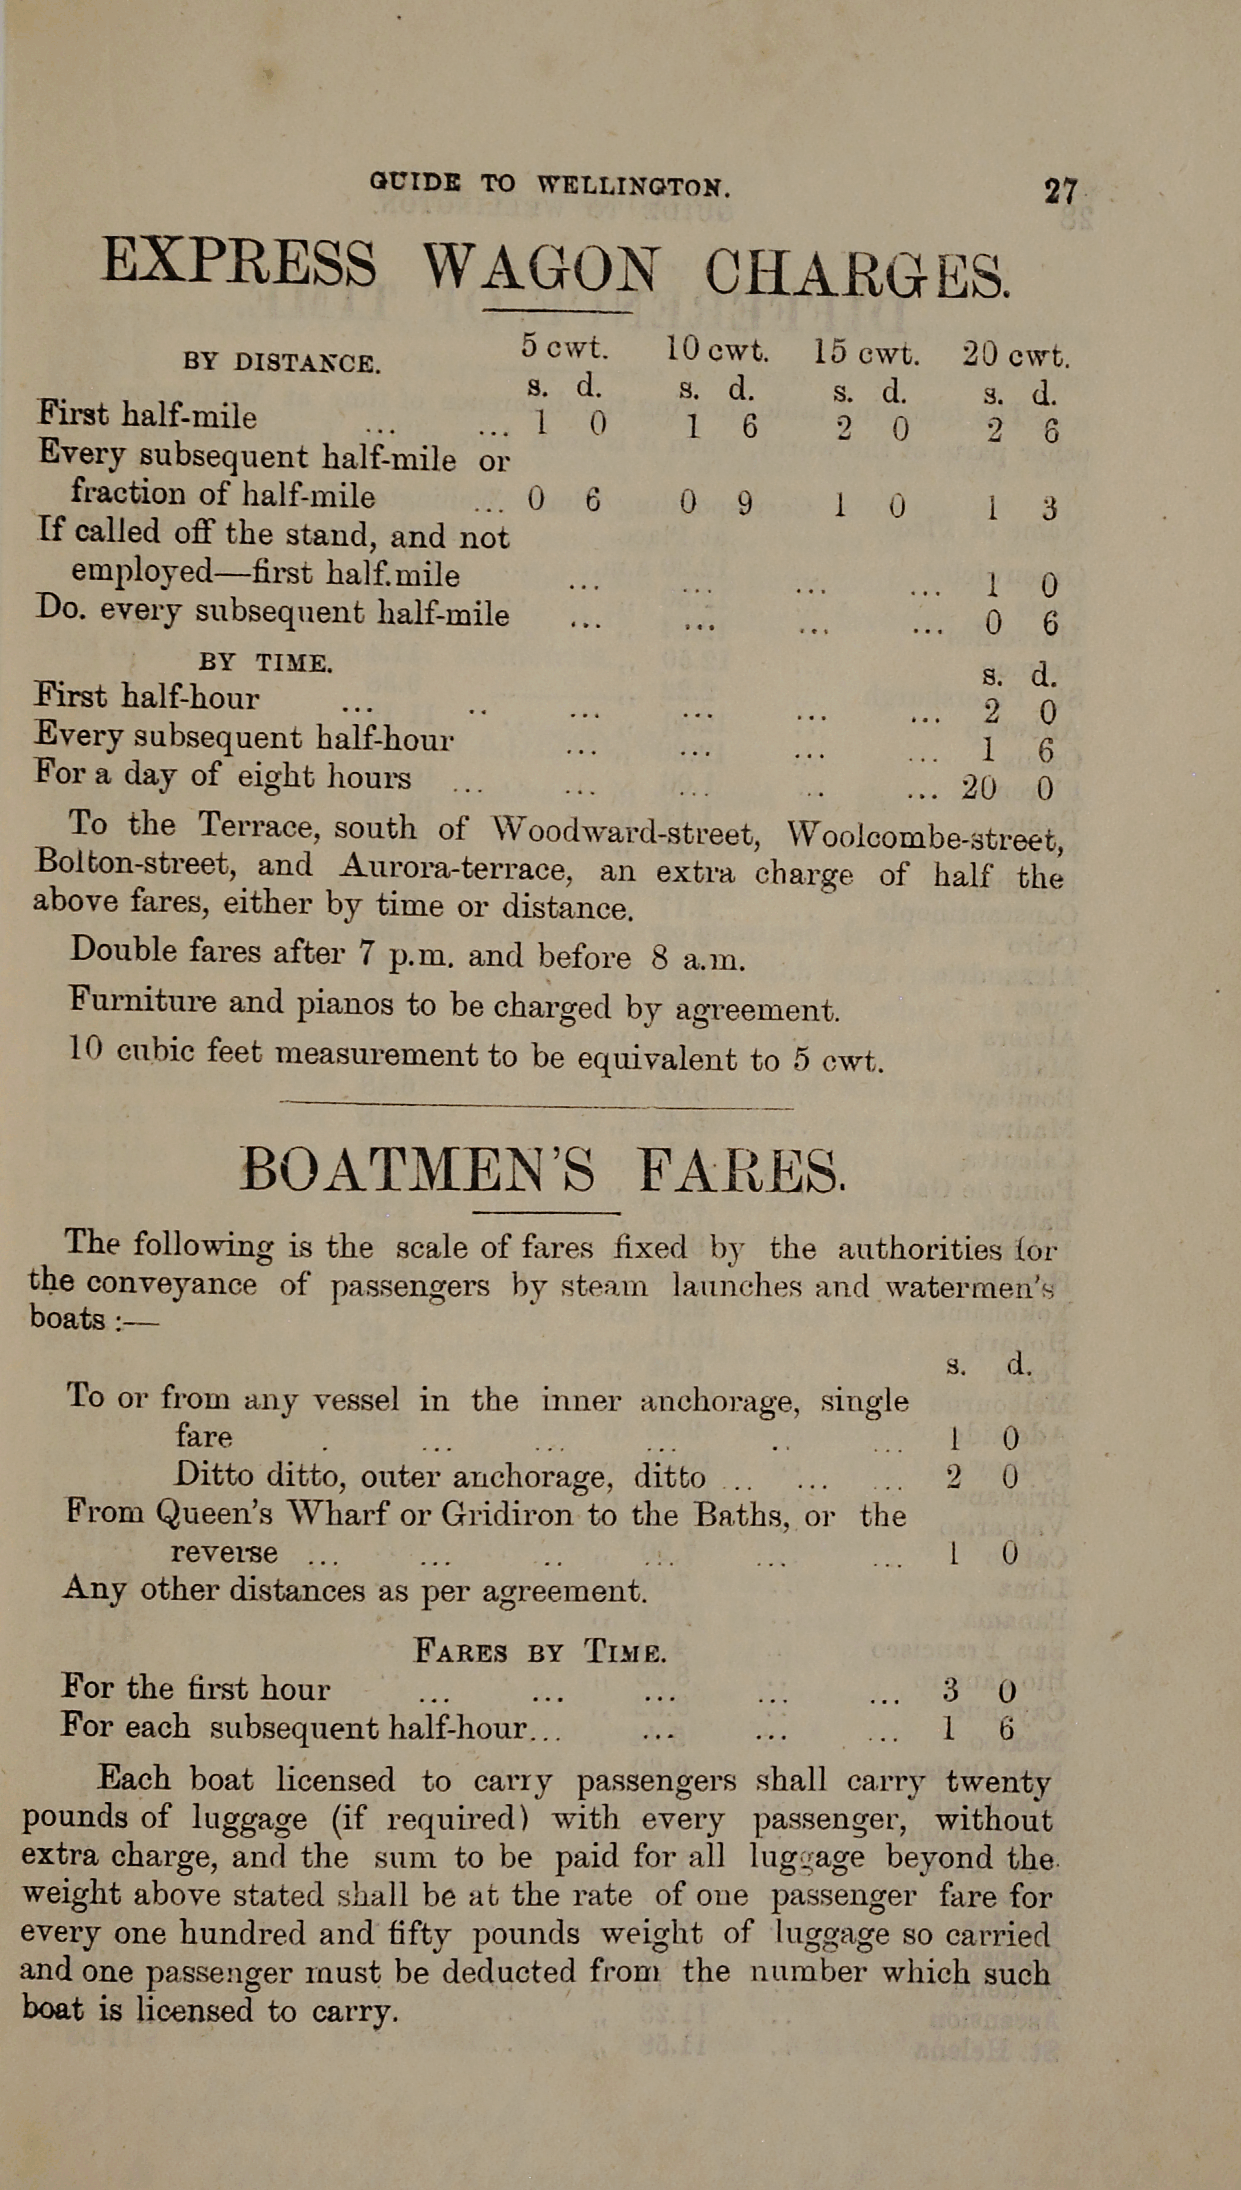 GUIDE TO WELLINGTON. 27
EXPRESS WAGON CHARGES.
BY DISTANCE. 5 cwt. 10 cwt. 15 cwt. 20 cwt.
s. d. s. d. s. d. s. d.
First half-mile ... ... 1 0 1 6 2 0 2 6
Every subsequent half-mile or
fraction of half-mile ... 0 6 0 9 1 0 1 3
If called off the stand, and not
employed—first half.mile ... ... ... ... 1 0
Do. every subsequent half-mile ... ... ... ... 0 6
BY TIME. s. d.
First half-hour ... .. ... ... ... ... 2 0
Every subsequent half-hour ... ... ... ... 1 6
For a day of eight hours ... ... ... .. ... 20 0
To the Terrace, south of Woodward-street, Woolcombe-street,
Bolton-street, and Aurora-terrace, an extra charge of half the
above fares, either by time or distance.
Double fares after 7 p.m. and before 8 a.m.
Furniture and pianos to be charged by agreement.
10 cubic feet measurement to be equivalent to 5 cwt.
BOATMEN'S FARES.
The following is the scale of fares fixed by the authorities for
the conveyance of passengers by steam launches and watermen's
boats :—
s. d.
To or from any vessel in the inner anchorage, single
fare . ... ... ... .. ... 1 0
Ditto ditto, outer anchorage, ditto ... ... ... 2 0
From Queen's Wharf or Gridiron to the Baths, or the
reverse ... ... .. ... ... ... 1 0
Any other distances as per agreement.
FARES BY TIME.
For the first hour ... ... ... ... ... 3 0
For each subsequent half-hour... ... ... ... 1 6
Each boat licensed to carry passengers shall carry twenty
pounds of luggage (if required) with every passenger, without
extra charge, and the sum to be paid for all luggage beyond the
weight above stated shall be at the rate of one passenger fare for
every one hundred and fifty pounds weight of luggage so carried
and one passenger must be deducted from the number which such
boat is licensed to carry.